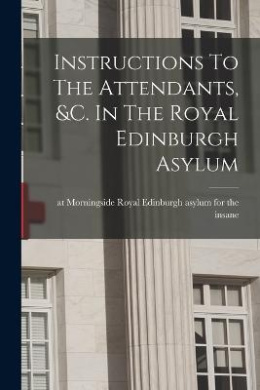 Instructions To
The Attendants,
&C. In The Royal
Edinburgh
Asylum
at Morningside Royal Edinburgh asylum for the
insane